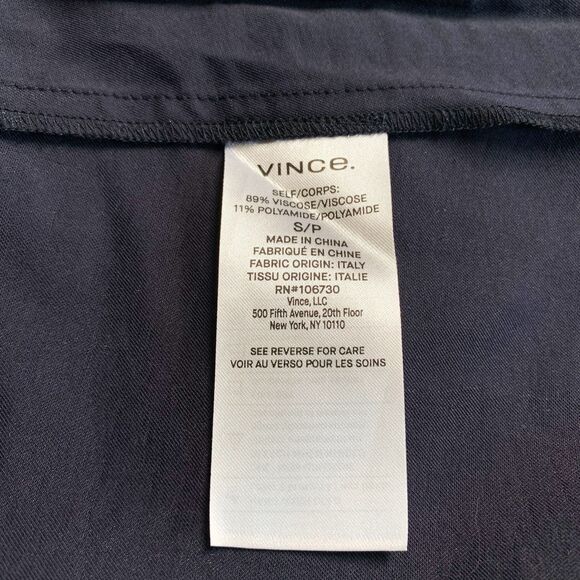 VINCe.
SELF/CORPS:
89% VISCOSE/VISCOSE
11% POLYAMIDE/POLYAMIDE
S/P
MADE IN CHINA
FABRIQUÉ EN CHINE
FABRIC ORIGIN: ITALY
TISSU ORIGINE: ITALIE
RN#106730
Vince, LLC
500 Fifth Avenue, 20th Floor
New York, NY 10110
SEE REVERSE FOR CARE
VOIR AU VERSO POUR LES SOINS